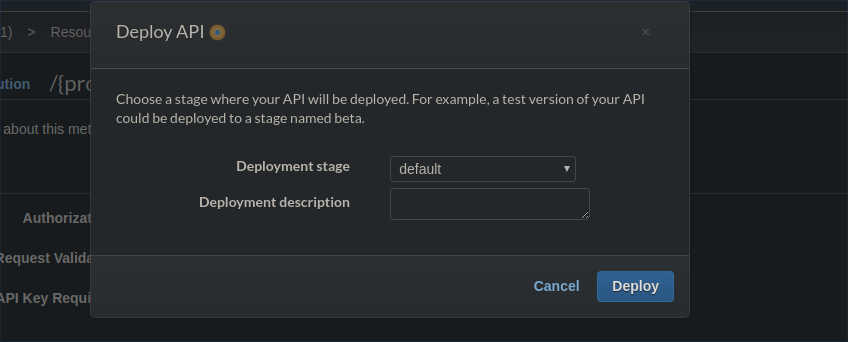 Deploy API
×
1) > Resou
ution /{pro
Choose a stage where your API will be deployed. For example, a test version of your API
could be deployed to a stage named beta.
about this met
Deployment stage default
Deployment description
Authorizat
Request Valida
API Key Requi
Cancel Deploy